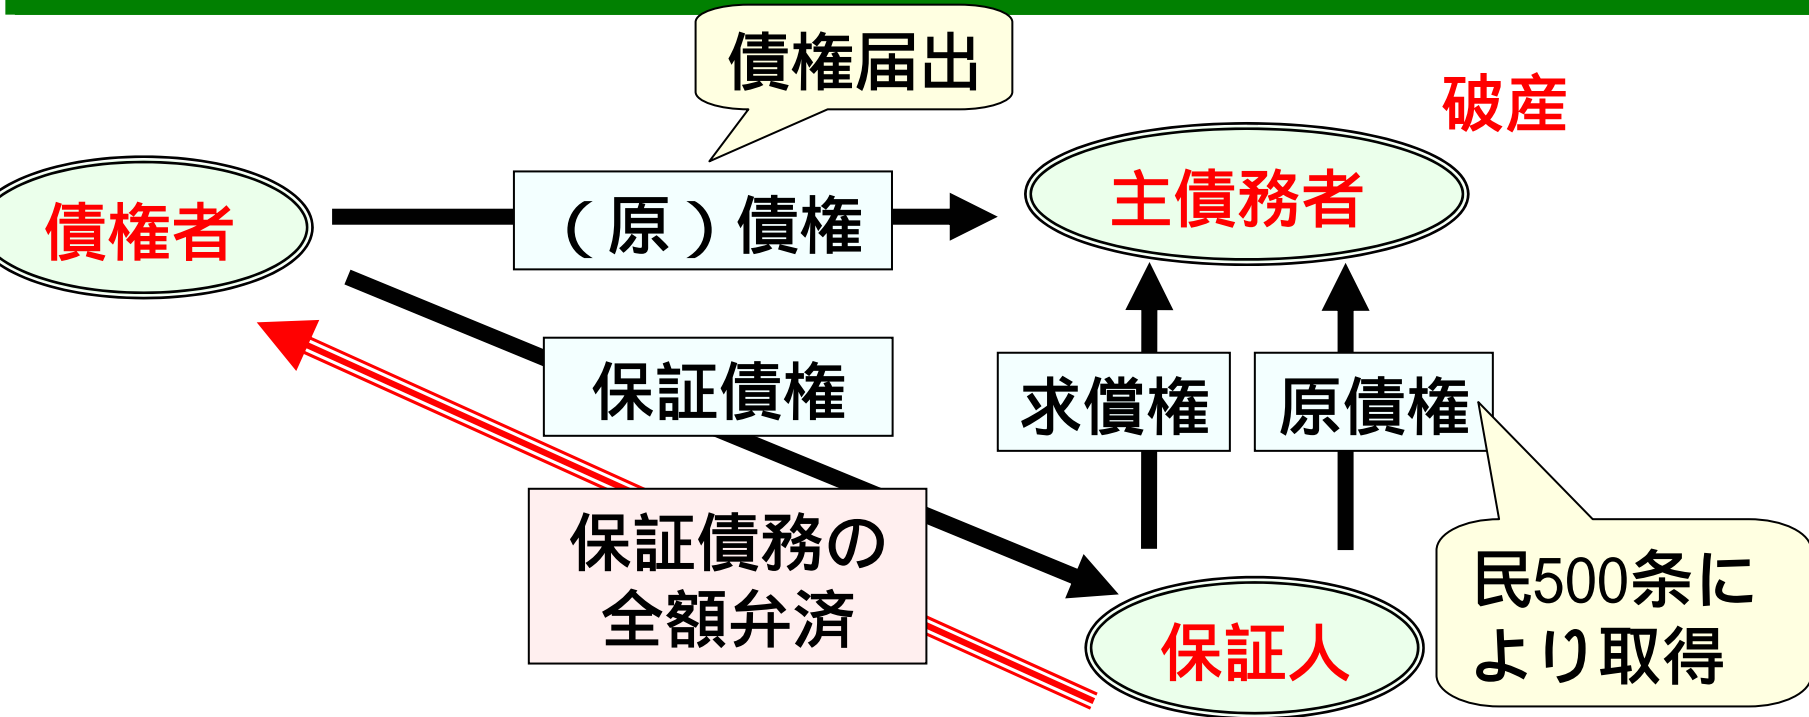 債権届出
破産
債権者
（原）債権
主債務者
保証債権
求償権
原債権
保証債務の
全額弁済
保証人
民500条に
より取得